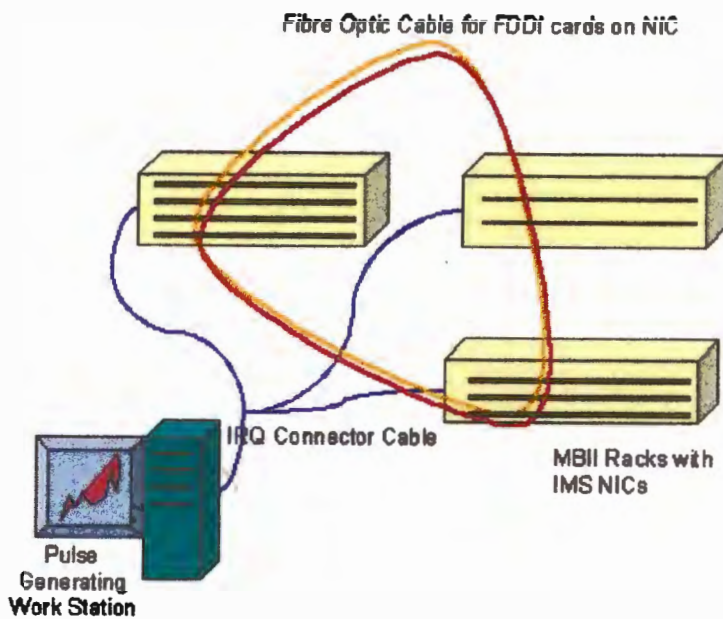 Fibre Optic Cable for FDDI cards on NIC
IRQ Connector Cable
MBII Racks with
IMS NICs
Pulse
Generating
Work Station